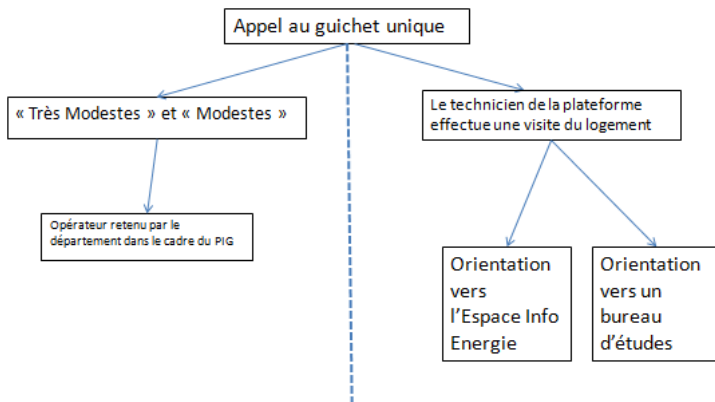 Appel au guichet unique
« Très Modestes » et « Modestes »
Le technicien de la plateforme
effectue une visite du logement
Opérateur retenu par le
département dans le cadre du PIG
Orientation
vers
l'Espace Info
Energie
Orientation
vers un
bureau
d'études